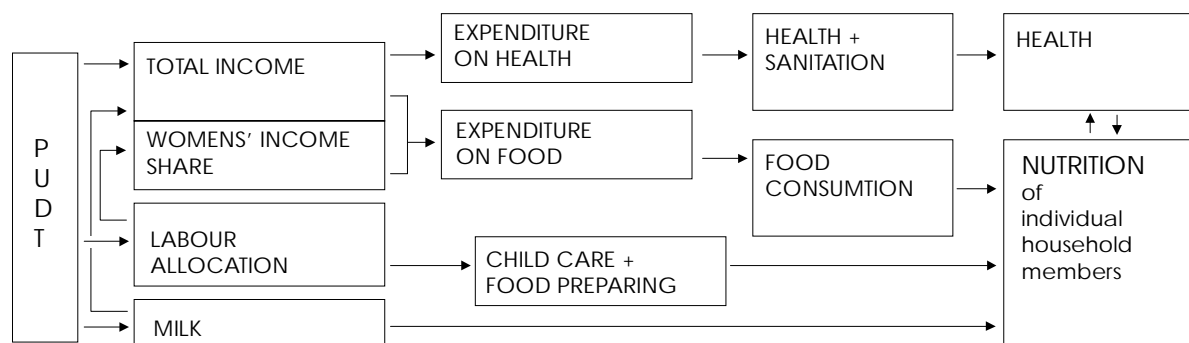 P
U
D
T
TOTAL INCOME
WOMENS' INCOME
SHARE
LABOUR
ALLOCATION
MILK
EXPENDITURE
ON HEALTH
EXPENDITURE
ON FOOD
CHILD CARE +
FOOD PREPARING
HEALTH +
SANITATION
FOOD
CONSUMTION
HEALTH
NUTRITION
of
individual
household
members